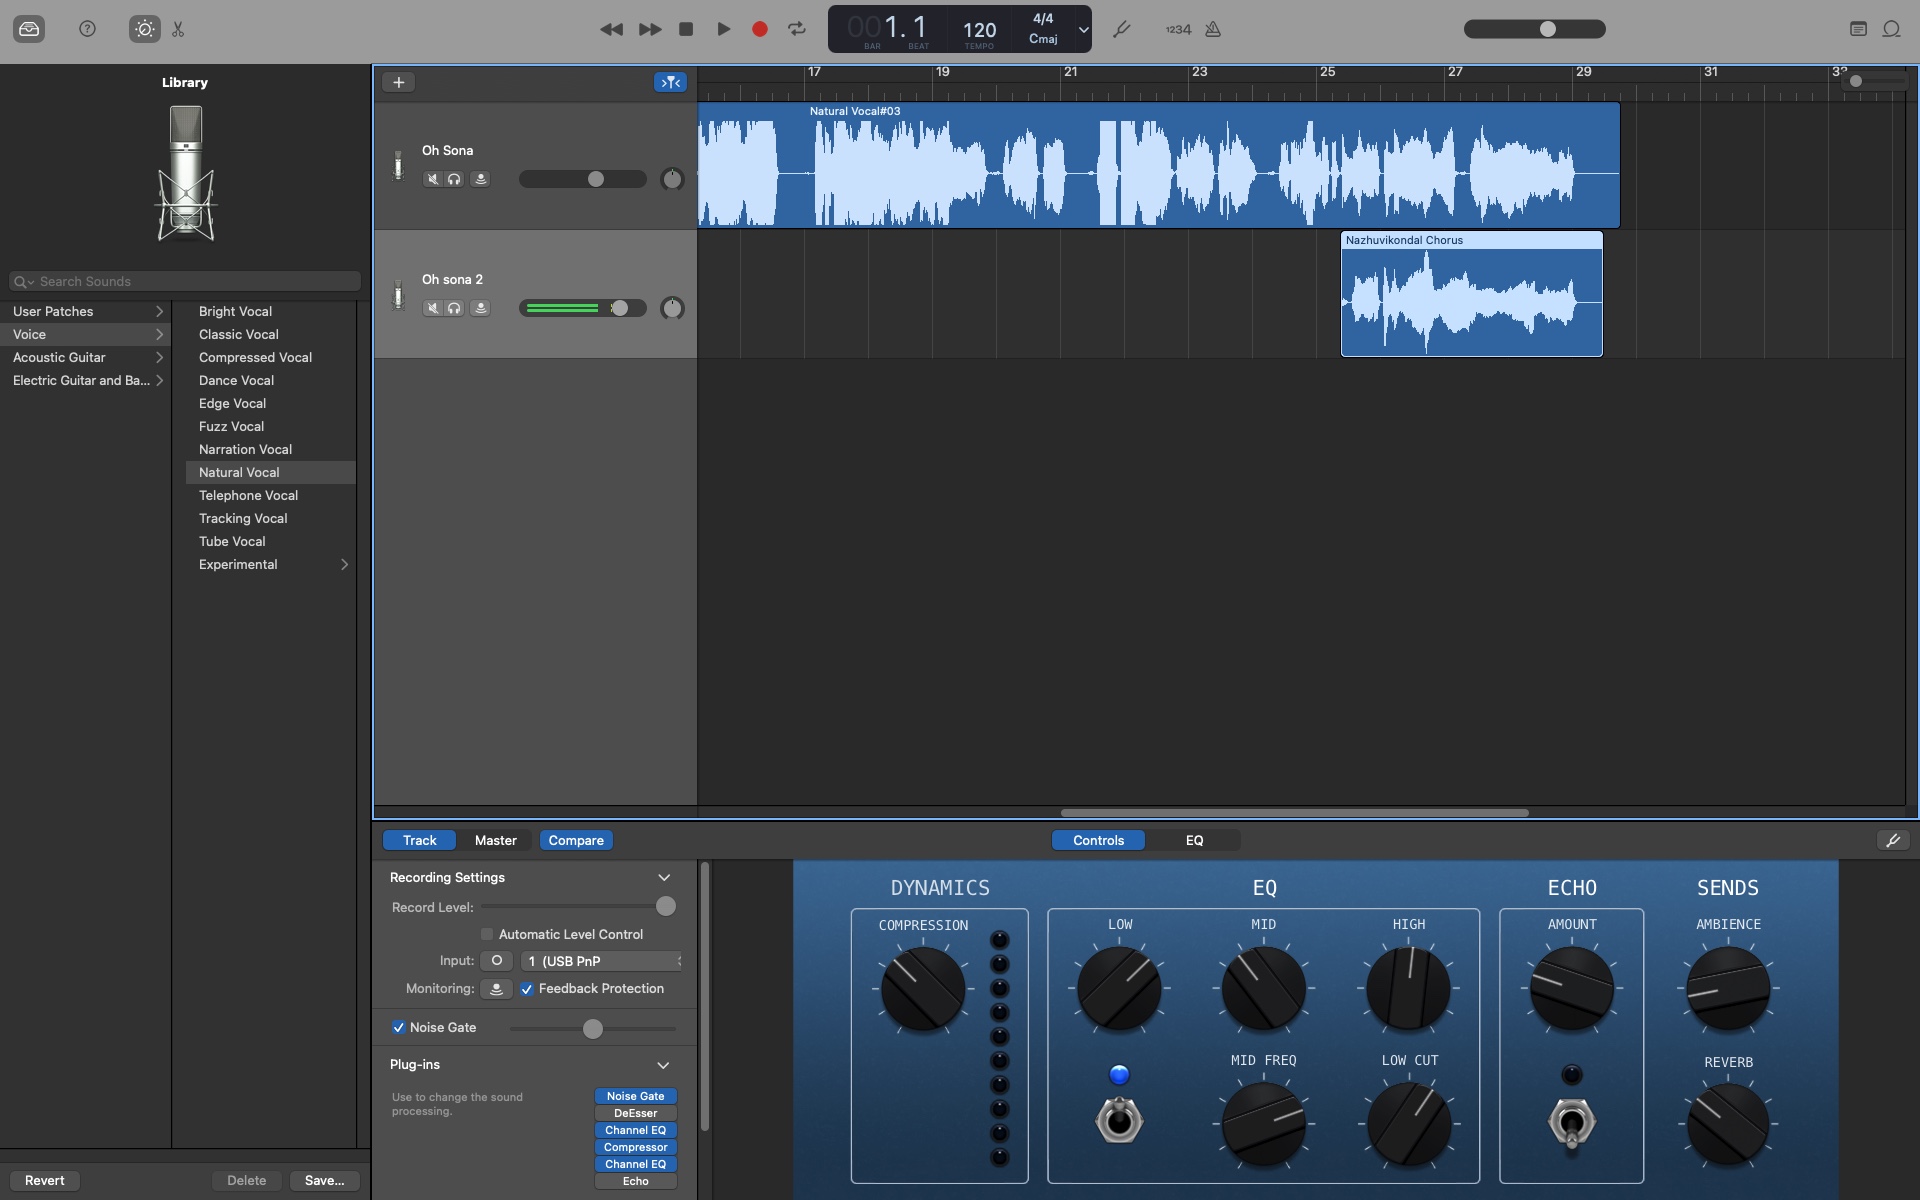 001.1
BAR
BEAT
120
TEMPO
4/4
Cmaj
1234
Library
Search Sounds
User Patches
Voice
Acoustic Guitar
Electric Guitar and Ba...
Bright Vocal
Classic Vocal
Compressed Vocal
Dance Vocal
Edge Vocal
Fuzz Vocal
Narration Vocal
Natural Vocal
Telephone Vocal
Tracking Vocal
Tube Vocal
Experimental
Revert
Delete
Save...
17 19 21 23 25 27 29 31
Oh Sona
Natural Vocal#03
Oh sona 2
Nazhuvikondal Chorus
Track
Master
Compare
Controls
EQ
Recording Settings
Record Level:
Automatic Level Control
Input:
1 (USB PnP
Monitoring:
Feedback Protection
Noise Gate
Plug-ins
Use to change the sound
processing.
Noise Gate
DeEsser
Channel EQ
Compressor
Channel EQ
Echo
DYNAMICS
COMPRESSION
EQ
LOW
MID
HIGH
MID FREQ
LOW CUT
ECHO
AMOUNT
SENDS
AMBIENCE
REVERB